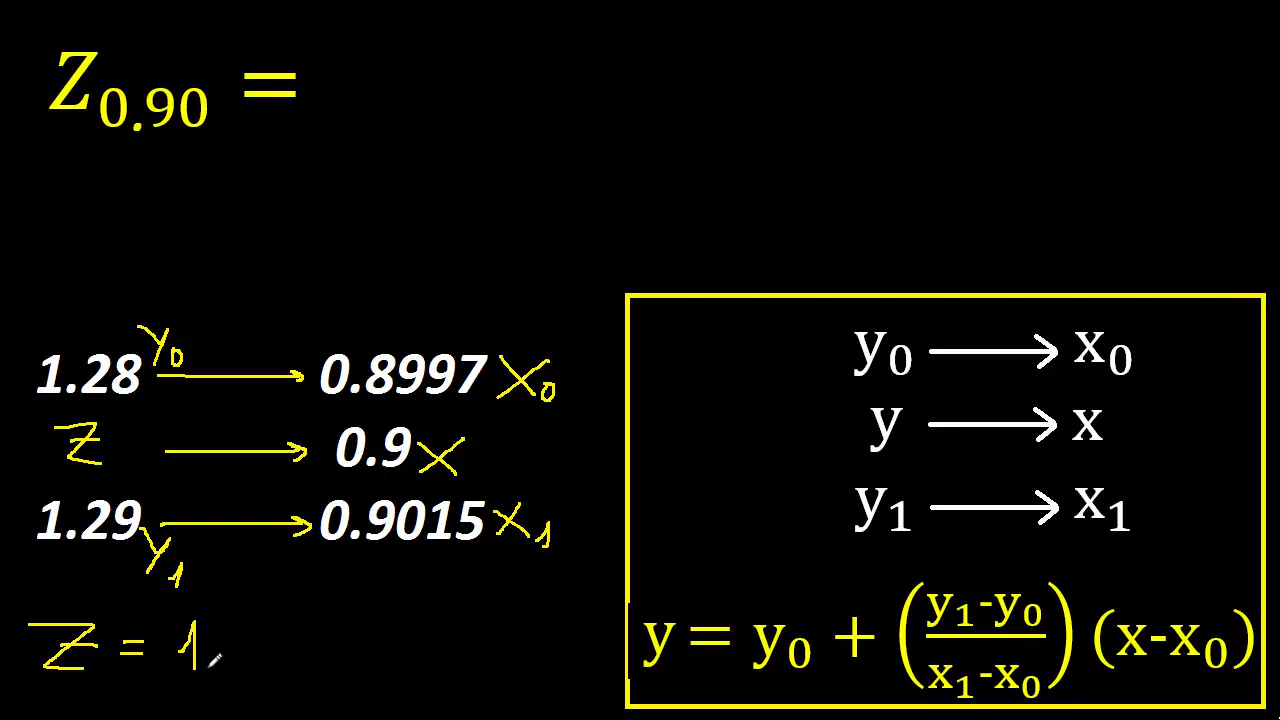 Z₀.₉₀ =
1.28 y₀ → 0.8997 x₀
z → 0.9 x
1.29 y₁ → 0.9015 x₁
z = 1
y₀ → x₀
y → x
y₁ → x₁
y = y₀ + ((y₁-y₀)/(x₁-x₀)) (x-x₀)